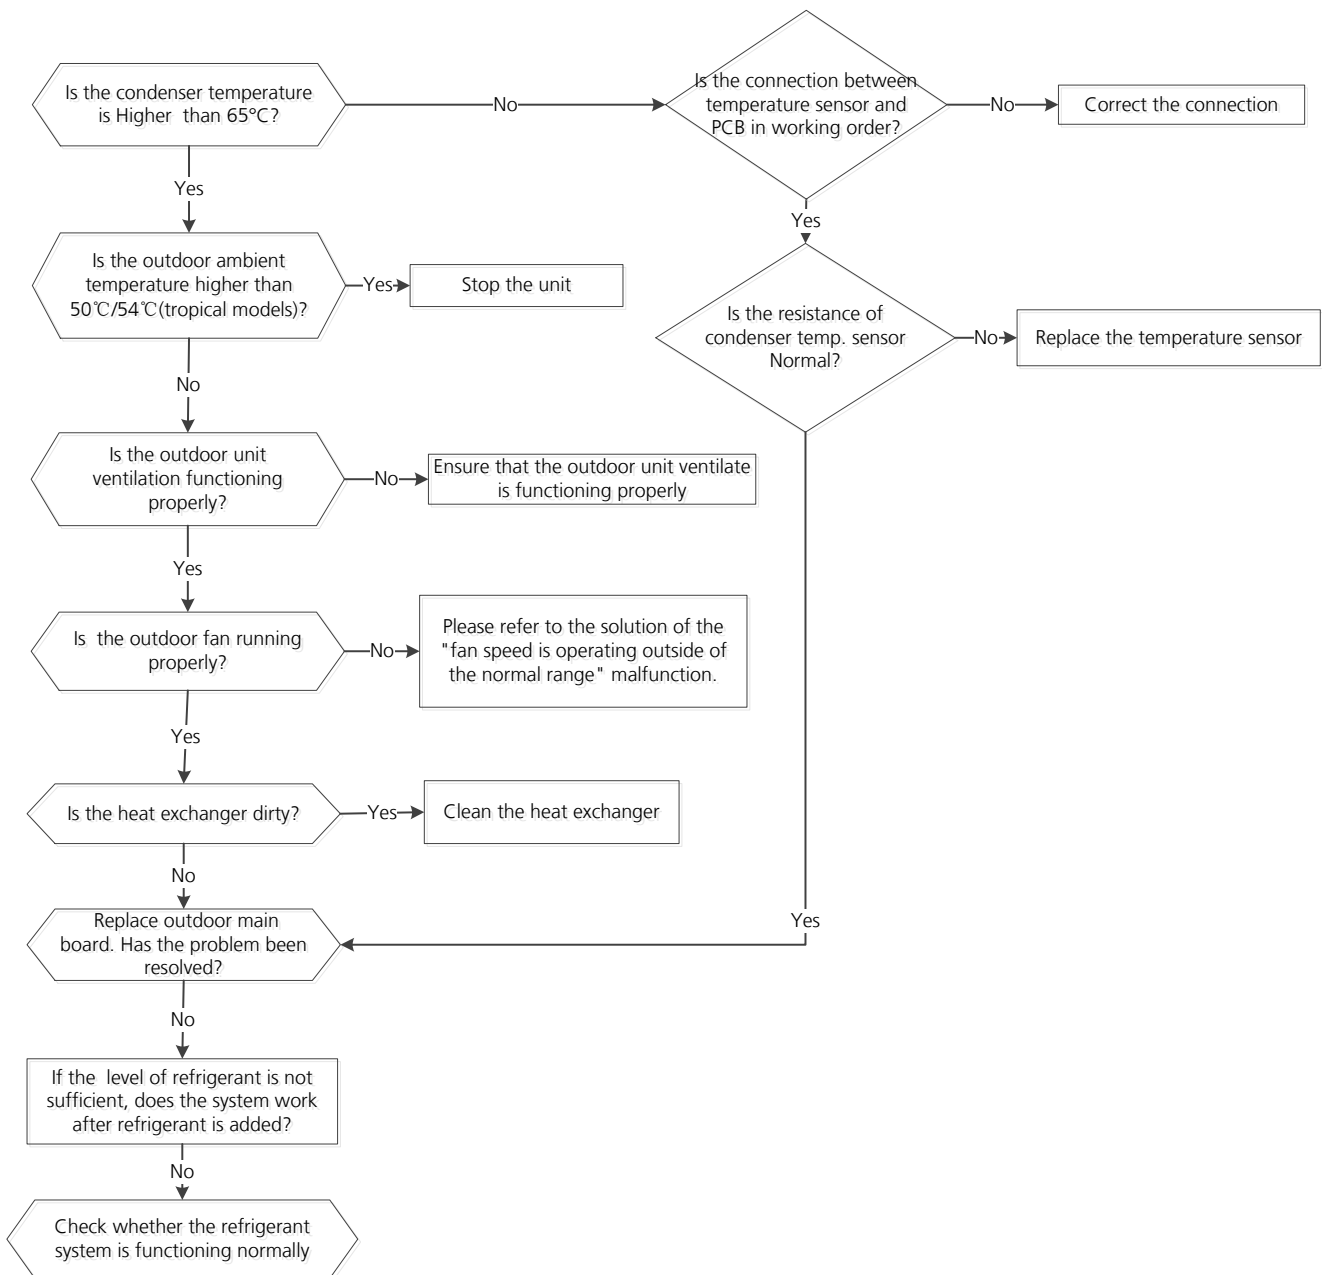 Is the condenser temperature
is Higher than 65°C?
No
Is the connection between
temperature sensor and
PCB in working order?
No
Correct the connection
Yes
Yes
Is the outdoor ambient
temperature higher than
50℃/54℃(tropical models)?
Yes
Stop the unit
Is the resistance of
condenser temp. sensor
Normal?
No
Replace the temperature sensor
No
Is the outdoor unit
ventilation functioning
properly?
No
Ensure that the outdoor unit ventilate
is functioning properly
Yes
Is the outdoor fan running
properly?
No
Please refer to the solution of the
"fan speed is operating outside of
the normal range" malfunction.
Yes
Is the heat exchanger dirty?
Yes
Clean the heat exchanger
No
Yes
Replace outdoor main
board. Has the problem been
resolved?
No
If the level of refrigerant is not
sufficient, does the system work
after refrigerant is added?
No
Check whether the refrigerant
system is functioning normally